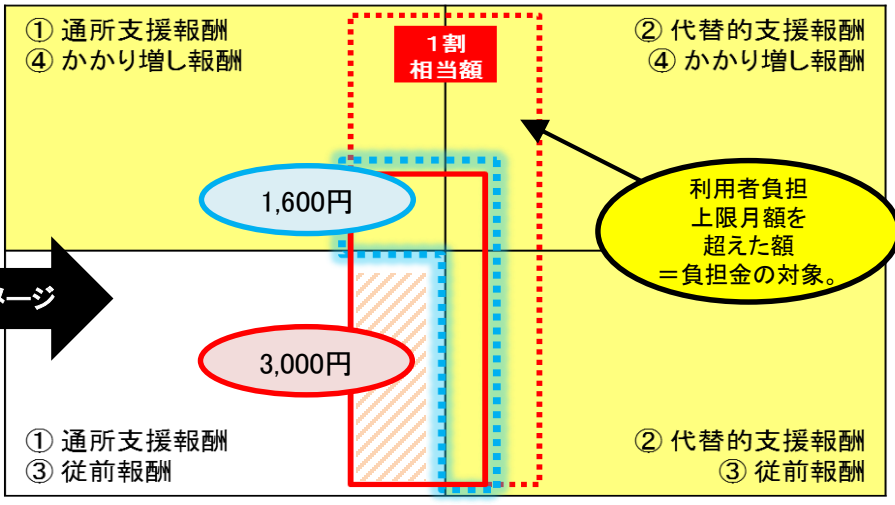 ① 通所支援報酬
④ かかり増し報酬
1割
相当額
② 代替的支援報酬
④ かかり増し報酬
1,600円
利用者負担
上限月額を
超えた額
＝負担金の対象。
メージ
3,000円
① 通所支援報酬
③ 従前報酬
② 代替的支援報酬
③ 従前報酬